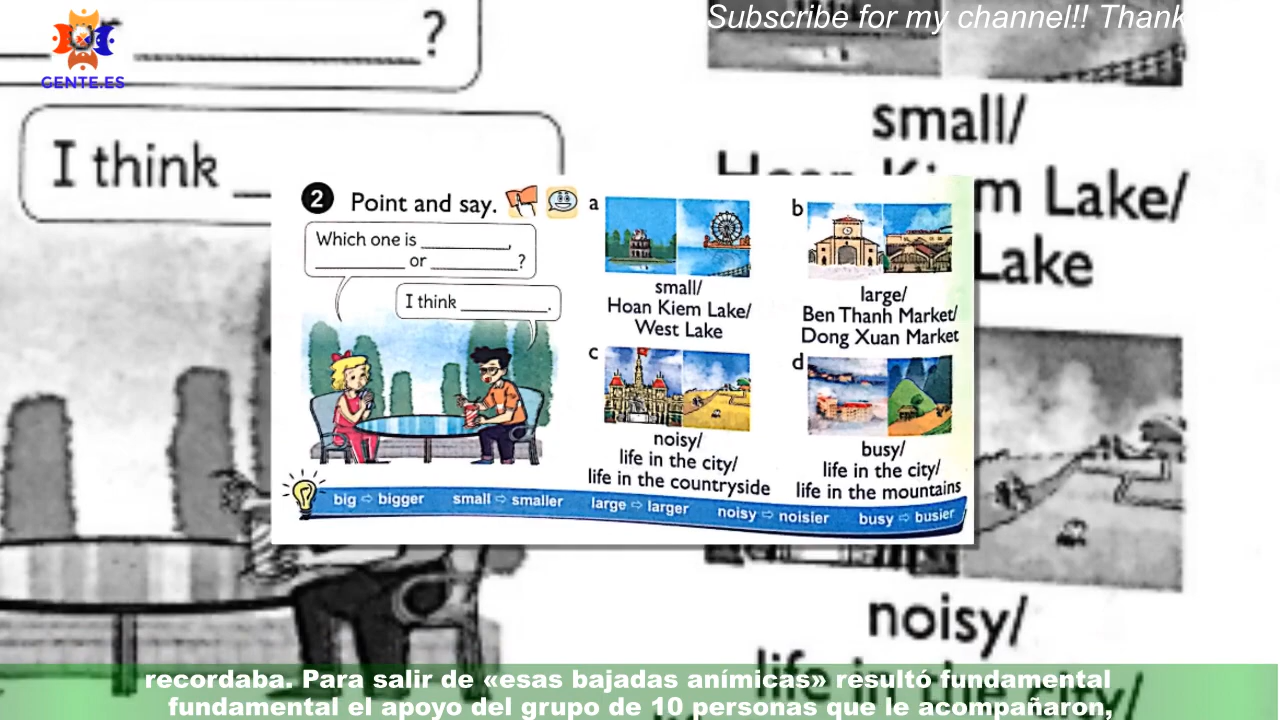 Subscribe for my channel!! Thank
GENTE.ES
?
I think
small/
m Lake/
Lake
noisy/
2 Point and say.
Which one is __________,
__________ or __________?
I think __________.
a
small/
Hoan Kiem Lake/
West Lake
b
large/
Ben Thanh Market/
Dong Xuan Market
c
noisy/
life in the city/
life in the countryside
d
busy/
life in the city/
life in the mountains
big ⇨ bigger small ⇨ smaller large ⇨ larger noisy ⇨ noisier busy ⇨ busier
recordaba. Para salir de «esas bajadas anímicas» resultó fundamental
fundamental el apoyo del grupo de 10 personas que le acompañaron,